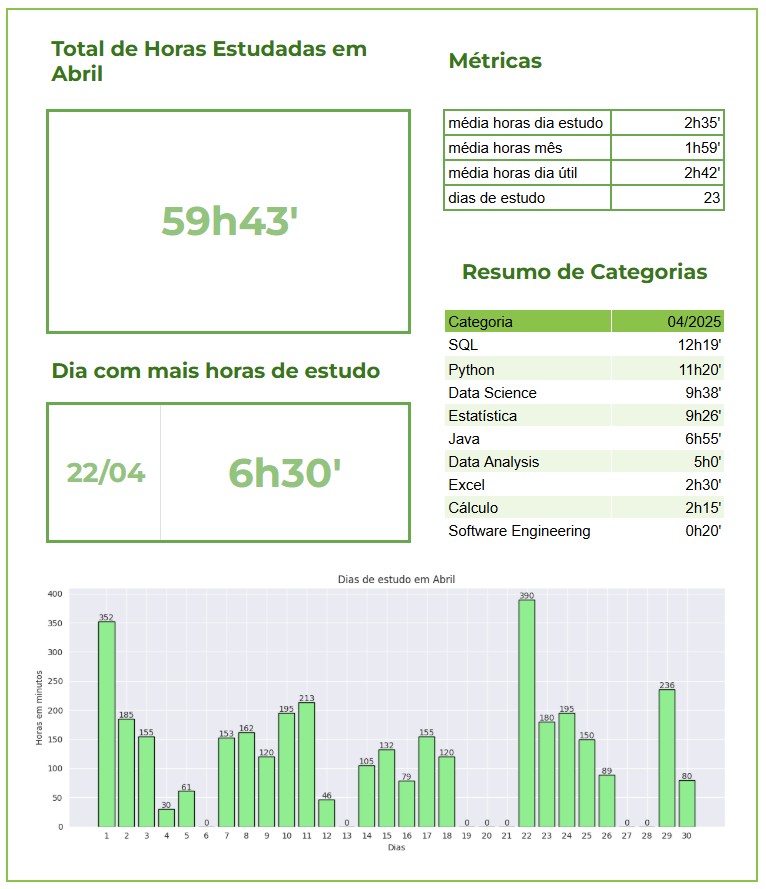 Total de Horas Estudadas em
Abril
59h43'
Dia com mais horas de estudo
22/04 6h30'
Métricas
média horas dia estudo 2h35'
média horas mês 1h59'
média horas dia útil 2h42'
dias de estudo 23
Resumo de Categorias
Categoria 04/2025
SQL 12h19'
Python 11h20'
Data Science 9h38'
Estatística 9h26'
Java 6h55'
Data Analysis 5h0'
Excel 2h30'
Cálculo 2h15'
Software Engineering 0h20'
Dias de estudo em Abril
Horas em minutos
400
350
300
250
200
150
100
50
0
352 185 155 30 61 0 153 162 120 195 213 46 0 105 132 79 155 120 0 0 0 390 180 195 150 89 0 0 236 80
1 2 3 4 5 6 7 8 9 10 11 12 13 14 15 16 17 18 19 20 21 22 23 24 25 26 27 28 29 30
Dias